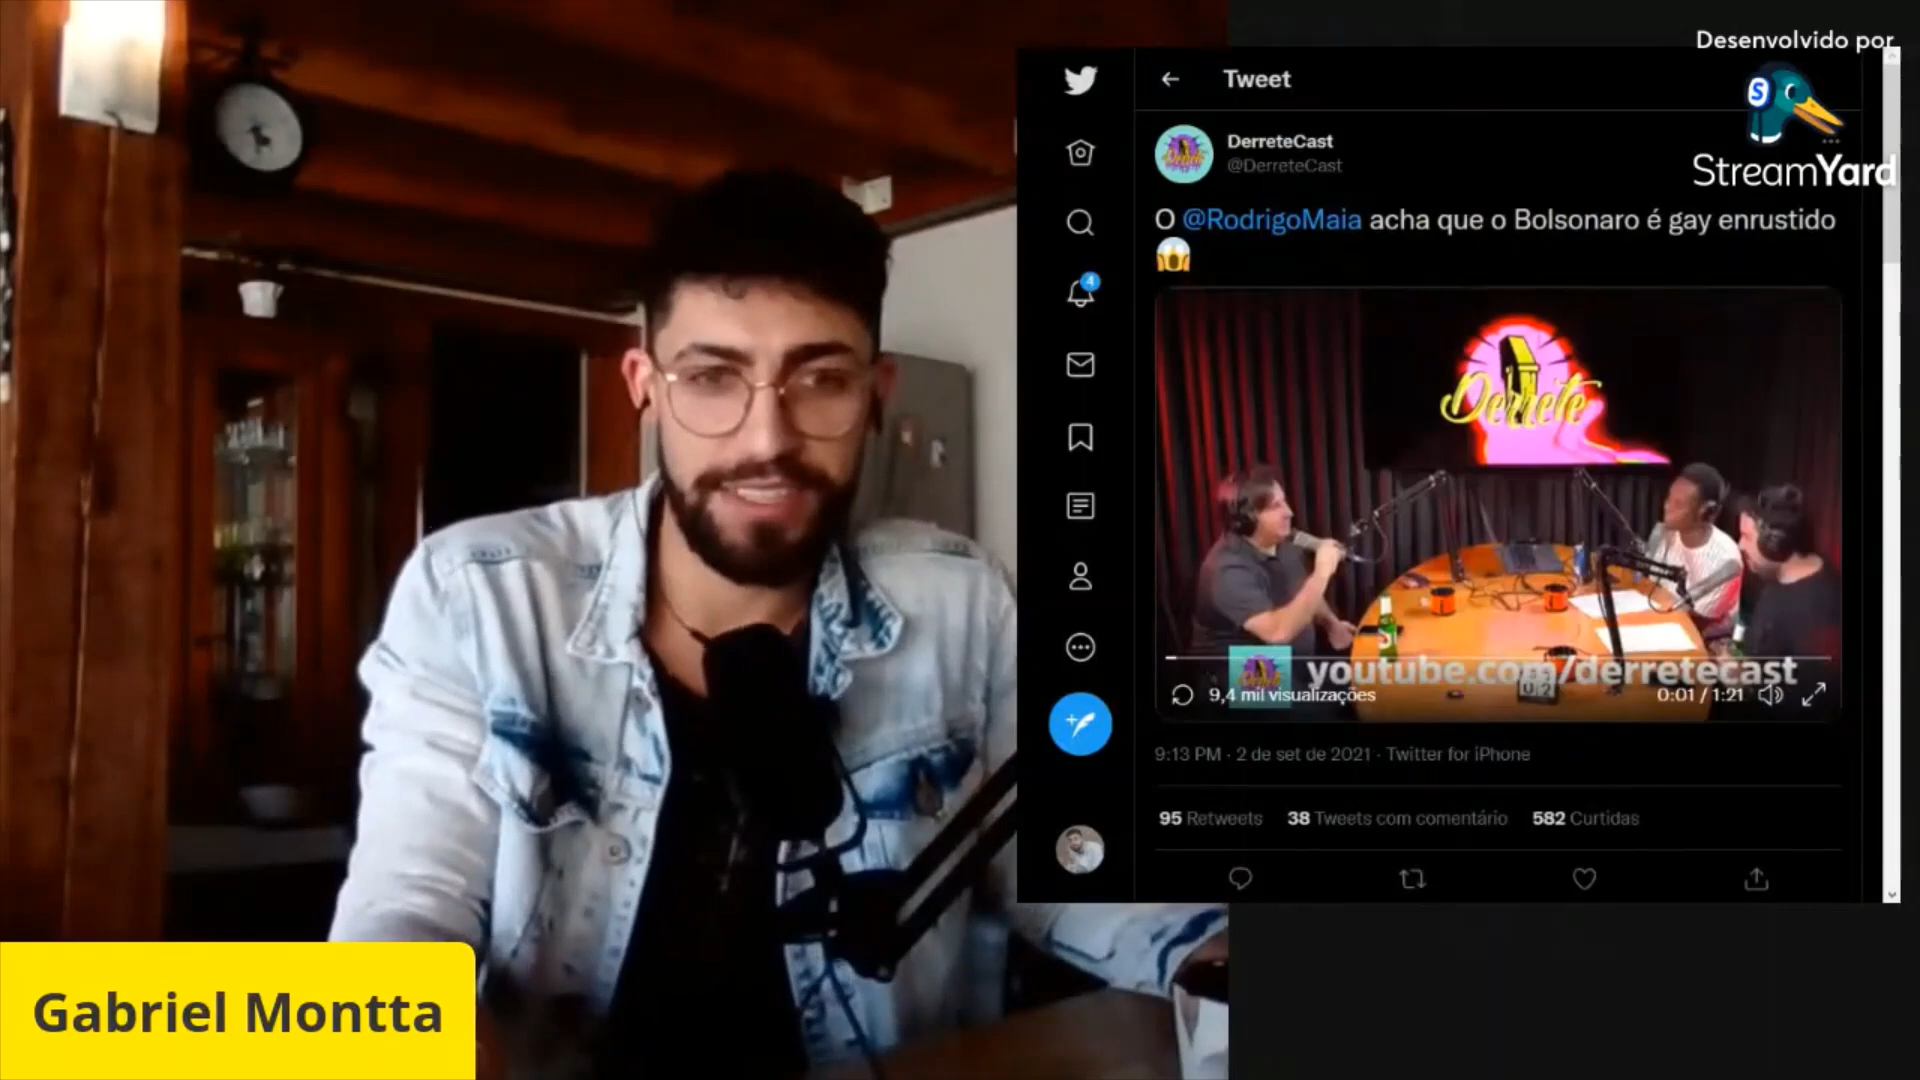 Desenvolvido por
StreamYard
Tweet
DerreteCast
@DerreteCast
O @RodrigoMaia acha que o Bolsonaro é gay enrustido
4
Derrete
youtube.com/derretecast
9,4 mil visualizações
0:01 / 1:21
9:13 PM · 2 de set de 2021 · Twitter for iPhone
95 Retweets 38 Tweets com comentário 582 Curtidas
Gabriel Montta